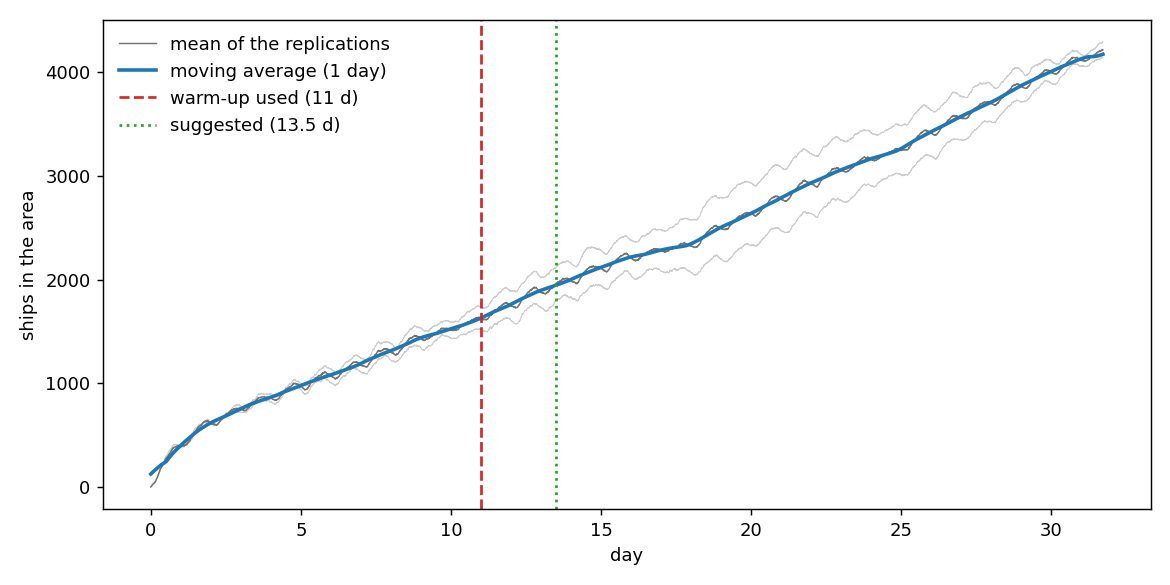 mean of the replications
moving average (1 day)
warm-up used (11 d)
suggested (13.5 d)
4000
3000
2000
1000
0
ships in the area
0 5 10 15 20 25 30
day